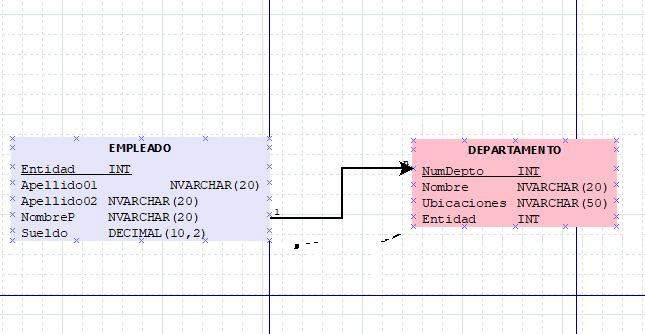 EMPLEADO
Entidad INT
Apellido01 NVARCHAR(20)
Apellido02 NVARCHAR(20)
NombreP NVARCHAR(20)
Sueldo DECIMAL(10,2)
1
DEPARTAMENTO
NumDepto INT
Nombre NVARCHAR(20)
Ubicaciones NVARCHAR(50)
Entidad INT